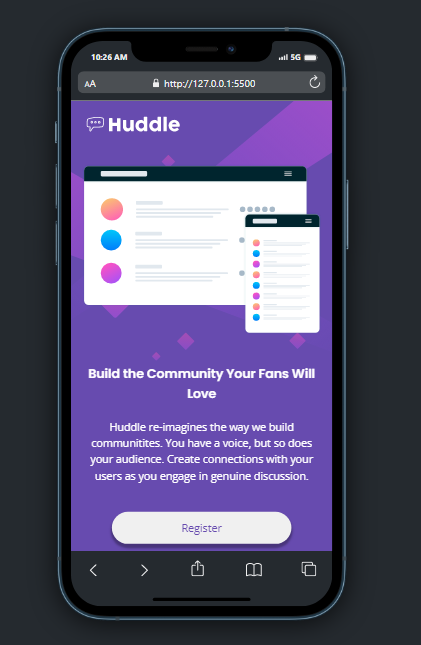 10:26 AM
5G
AA
http://127.0.0.1:5500
Huddle
Build the Community Your Fans Will
Love
Huddle re-imagines the way we build
communitites. You have a voice, but so does
your audience. Create connections with your
users as you engage in genuine discussion.
Register